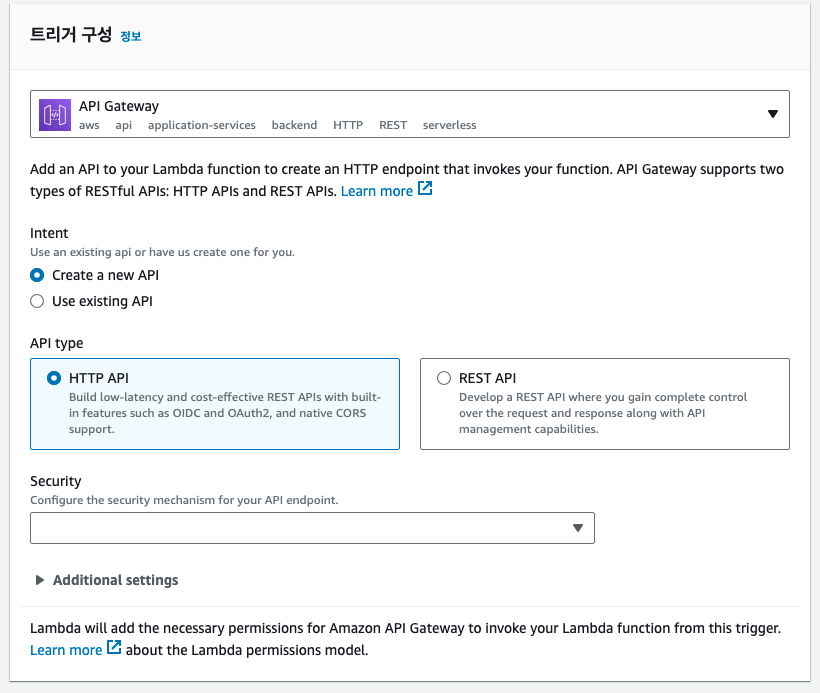 트리거 구성 정보
API Gateway
aws api application-services backend HTTP REST serverless
Add an API to your Lambda function to create an HTTP endpoint that invokes your function. API Gateway supports two
types of RESTful APIs: HTTP APIs and REST APIs. Learn more
Intent
Use an existing api or have us create one for you.
Create a new API
Use existing API
API type
HTTP API
Build low-latency and cost-effective REST APIs with built-
in features such as OIDC and OAuth2, and native CORS
support.
REST API
Develop a REST API where you gain complete control
over the request and response along with API
management capabilities.
Security
Configure the security mechanism for your API endpoint.
Additional settings
Lambda will add the necessary permissions for Amazon API Gateway to invoke your Lambda function from this trigger.
Learn more about the Lambda permissions model.